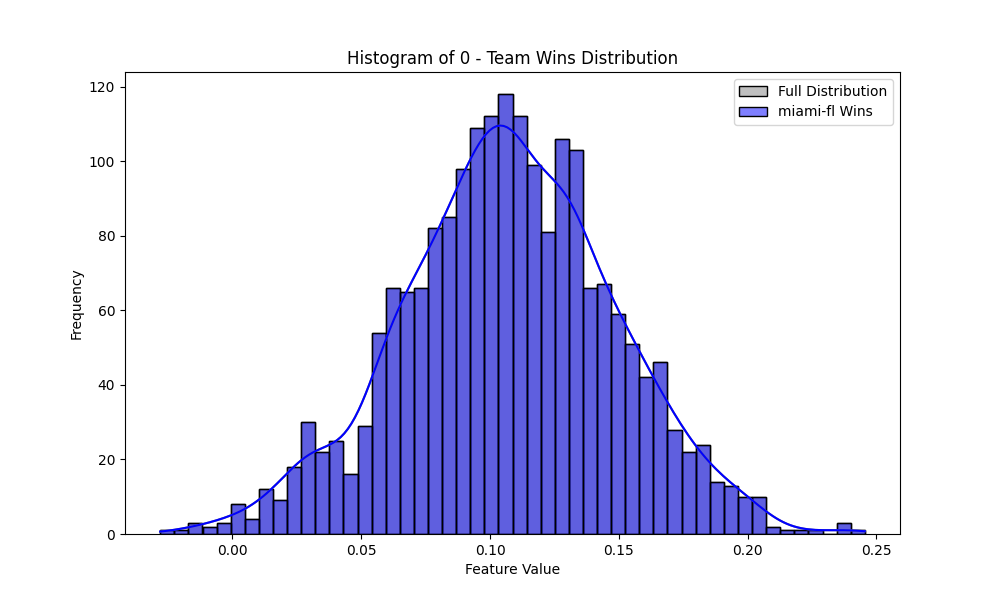 Histogram of 0 - Team Wins Distribution
Full Distribution
miami-fl Wins
120
100
80
60
40
20
0
Frequency
0.00 0.05 0.10 0.15 0.20 0.25
Feature Value